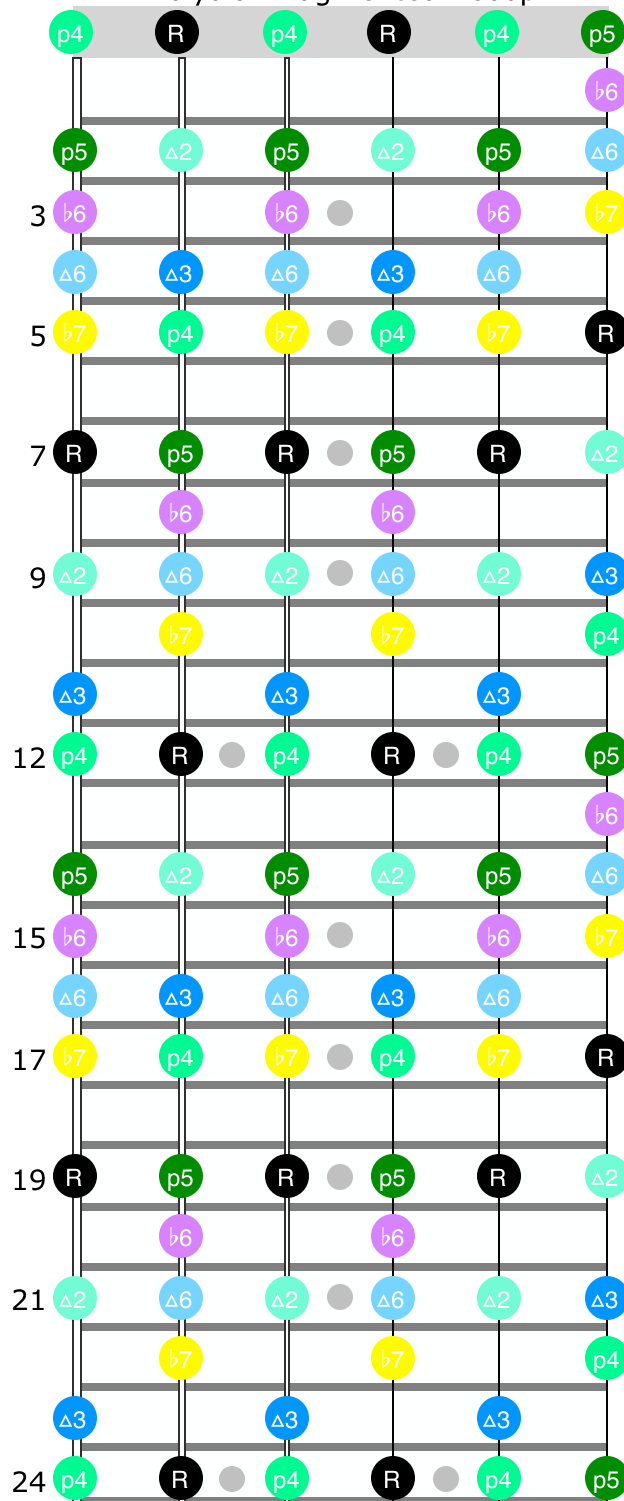 p4 R p4 R p4 p5
♭6
p5 △2 p5 △2 p5 △6
3 ♭6 ♭6 ♭6 ♭7
△6 △3 △6 △3 △6
5 ♭7 p4 ♭7 p4 ♭7 R
7 R p5 R p5 R △2
♭6 ♭6
9 △2 △6 △2 △6 △2 △3
♭7 ♭7 p4
△3 △3 △3
12 p4 R p4 R p4 p5
♭6
p5 △2 p5 △2 p5 △6
15 ♭6 ♭6 ♭6 ♭7
△6 △3 △6 △3 △6
17 ♭7 p4 ♭7 p4 ♭7 R
19 R p5 R p5 R △2
♭6 ♭6
21 △2 △6 △2 △6 △2 △3
♭7 ♭7 p4
△3 △3 △3
24 p4 R p4 R p4 p5